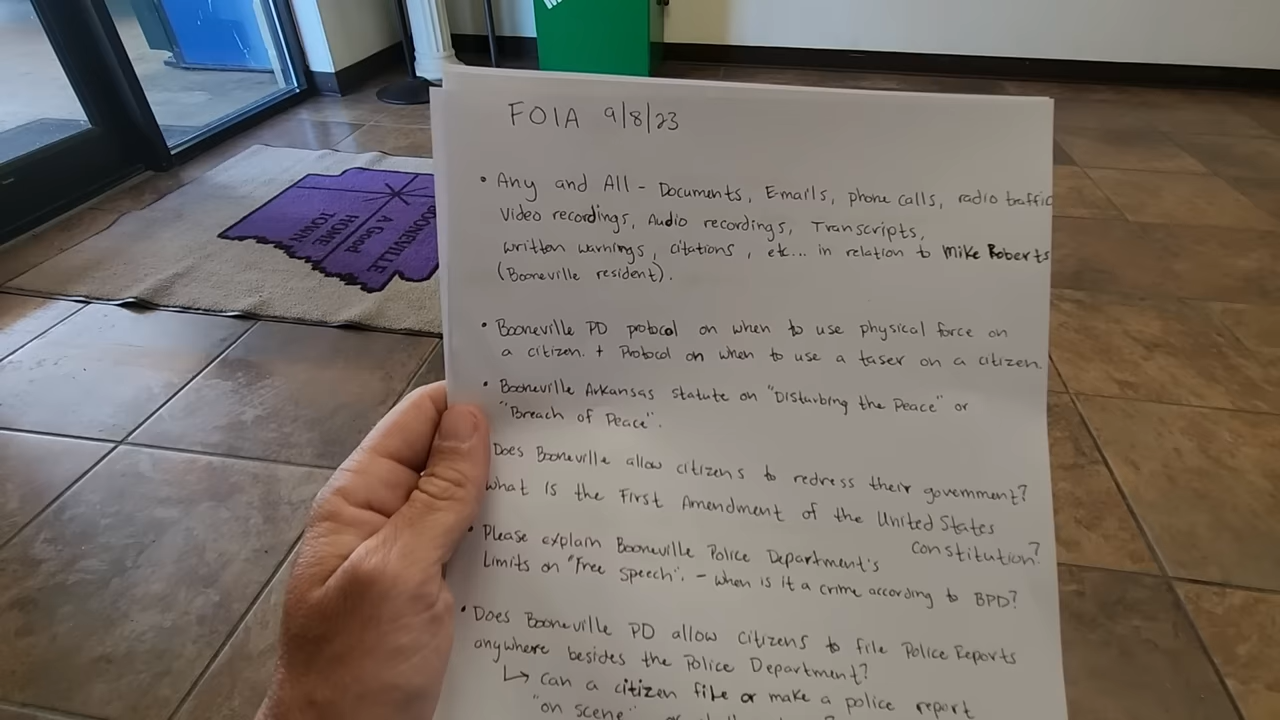 FOIA 9/8/23
• Any and All - Documents, Emails, phone calls, radio traffic
Video recordings, Audio recordings, Transcripts,
written warnings, citations, etc... in relation to Mike Roberts
(Booneville resident).
• Booneville PD protocol on when to use physical force on
a citizen. + Protocol on when to use a taser on a citizen.
• Booneville Arkansas statute on "Disturbing the Peace" or
"Breach of Peace".
Does Booneville allow citizens to redress their government?
What is the First Amendment of the United States
constitution?
• Please explain Booneville Police Department's
Limits on "Free speech". - when is it a crime according to BPD?
• Does Booneville PD allow citizens to file Police Reports
anywhere besides the Police Department?
↳ can a citizen file or make a police report
"on scene" or
BOONEVILLE
A Good
HOME
TOWN